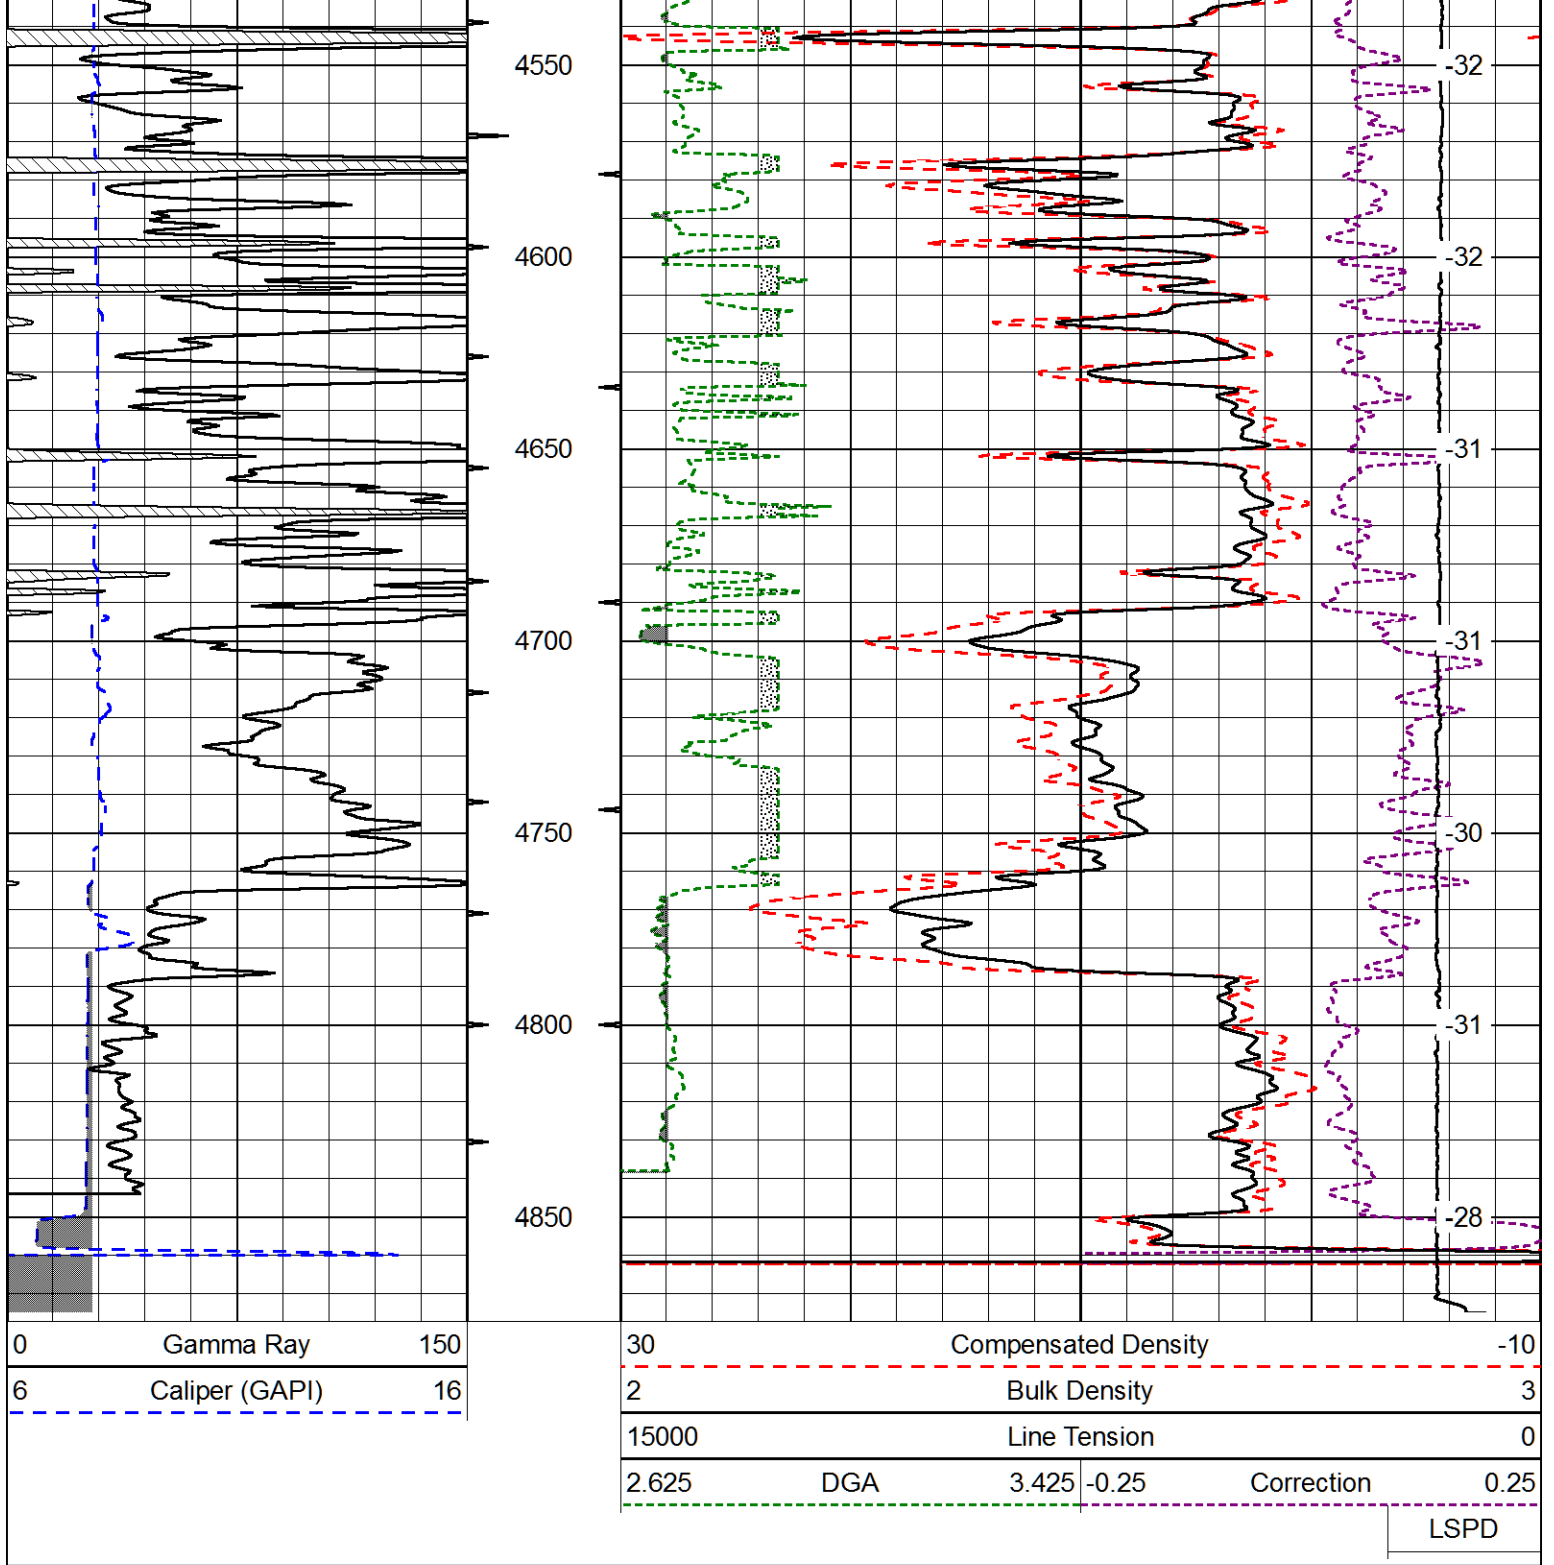 4550
-32
4600
-32
4650
-31
4700
-31
4750
-30
4800
-31
4850
-28
0 Gamma Ray 150
6 Caliper (GAPI) 16
30 Compensated Density -10
2 Bulk Density 3
15000 Line Tension 0
2.625 DGA 3.425
-0.25 Correction 0.25
LSPD